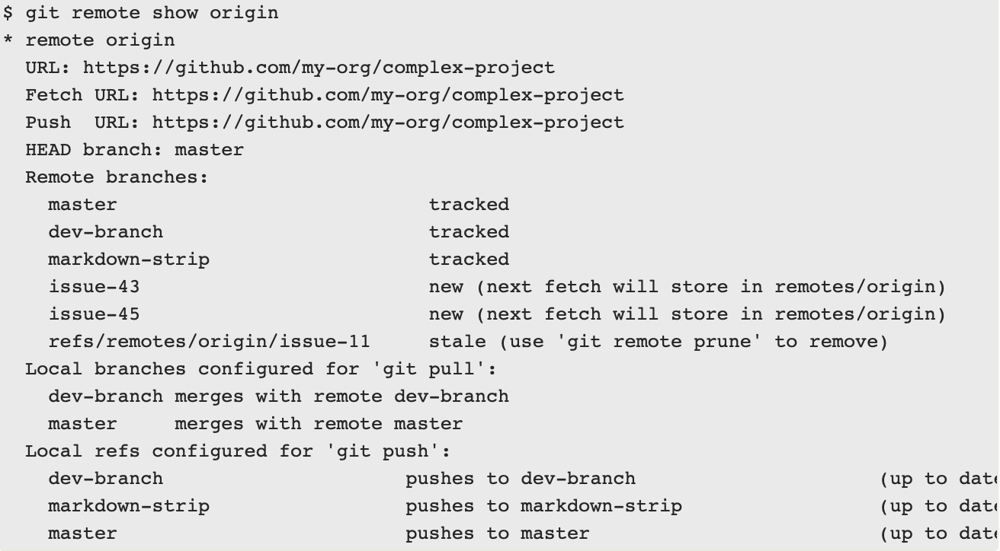 $ git remote show origin
* remote origin
  URL: https://github.com/my-org/complex-project
  Fetch URL: https://github.com/my-org/complex-project
  Push  URL: https://github.com/my-org/complex-project
  HEAD branch: master
  Remote branches:
    master                           tracked
    dev-branch                       tracked
    markdown-strip                   tracked
    issue-43                         new (next fetch will store in remotes/origin)
    issue-45                         new (next fetch will store in remotes/origin)
    refs/remotes/origin/issue-11     stale (use 'git remote prune' to remove)
  Local branches configured for 'git pull':
    dev-branch merges with remote dev-branch
    master     merges with remote master
  Local refs configured for 'git push':
    dev-branch                     pushes to dev-branch                     (up to date
    markdown-strip                 pushes to markdown-strip                 (up to date
    master                         pushes to master                         (up to date